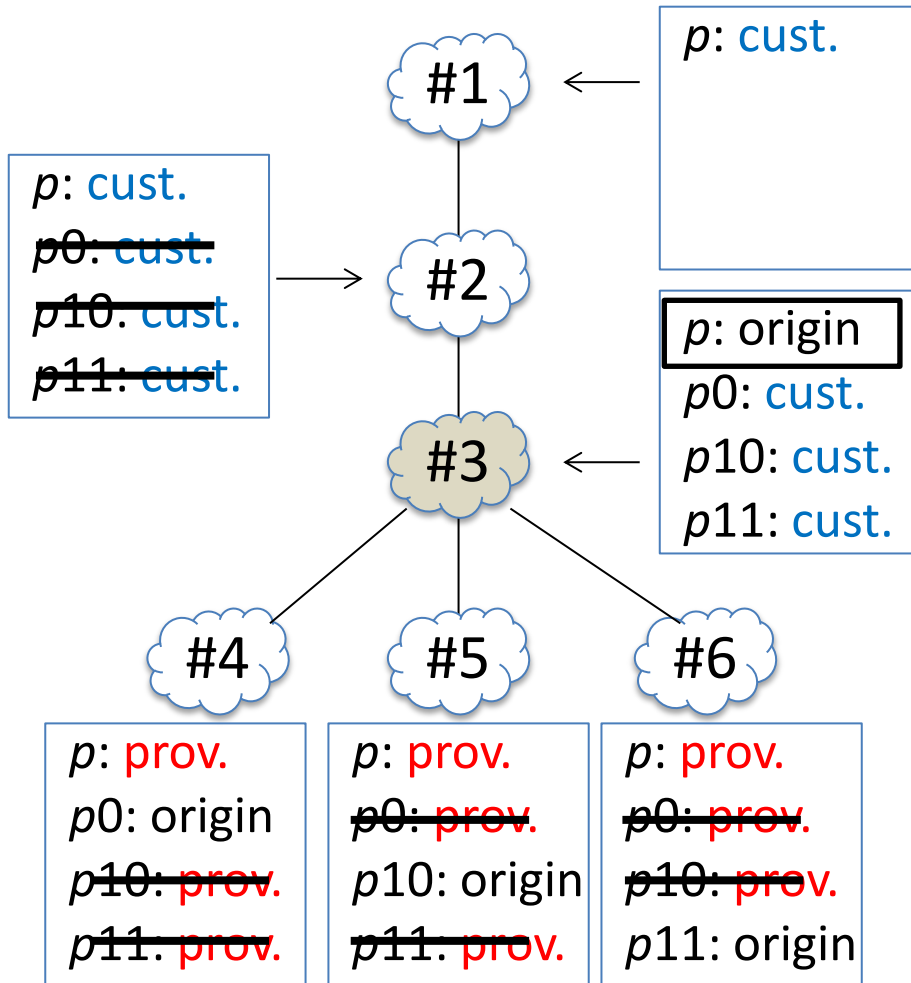 #1
p: cust.
p: cust.
p0: cust.
p10: cust.
p11: cust.
#2
p: origin
p0: cust.
p10: cust.
p11: cust.
#3
#4
#5
#6
p: prov.
p0: origin
p10: prov.
p11: prov.
p: prov.
p0: prov.
p10: origin
p11: prov.
p: prov.
p0: prov.
p10: prov.
p11: origin